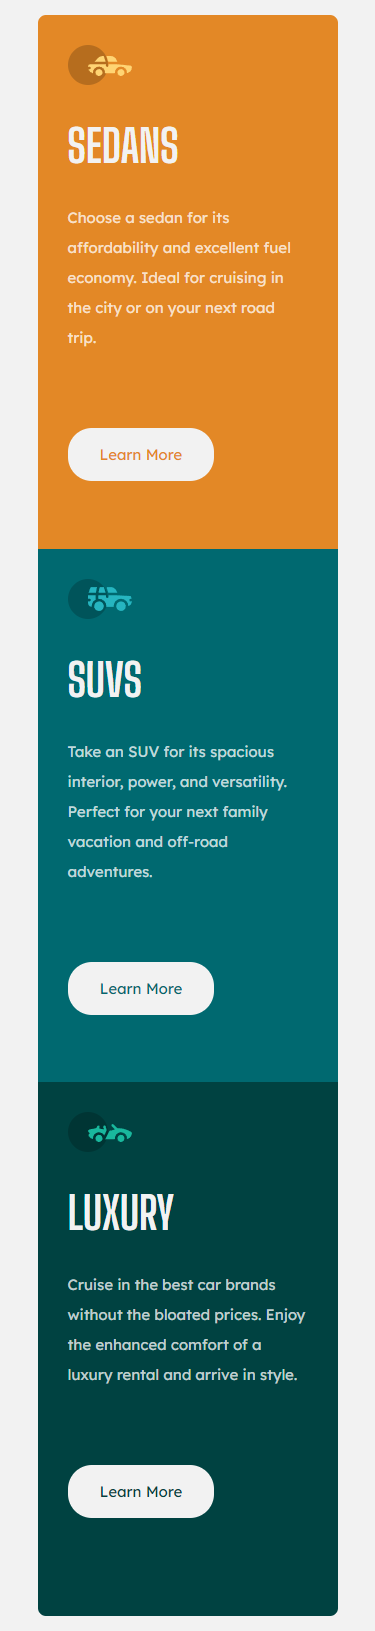 SEDANS
Choose a sedan for its
affordability and excellent fuel
economy. Ideal for cruising in
the city or on your next road
trip.
Learn More
SUVS
Take an SUV for its spacious
interior, power, and versatility.
Perfect for your next family
vacation and off-road
adventures.
Learn More
LUXURY
Cruise in the best car brands
without the bloated prices. Enjoy
the enhanced comfort of a
luxury rental and arrive in style.
Learn More